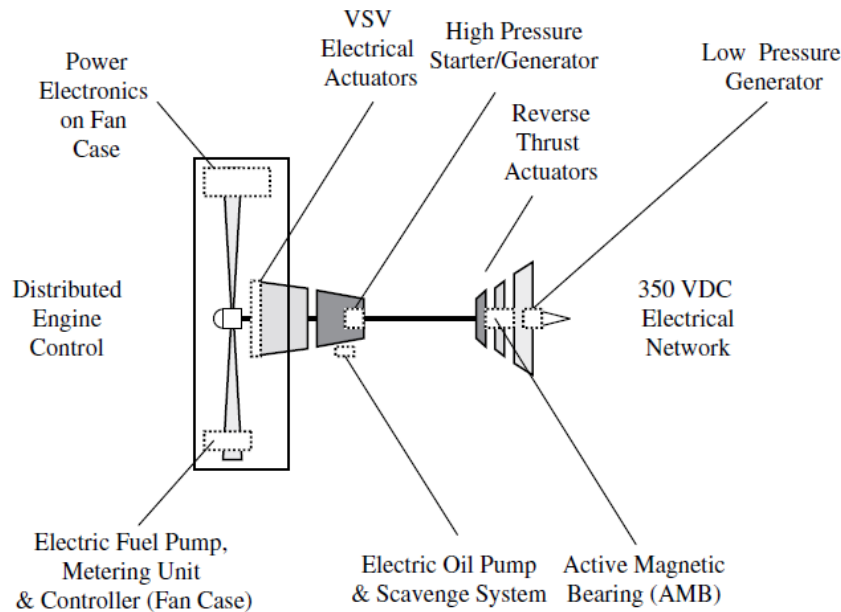 VSV
Electrical
Actuators
High Pressure
Starter/Generator
Low Pressure
Generator
Power
Electronics
on Fan
Case
Reverse
Thrust
Actuators
Distributed
Engine
Control
350 VDC
Electrical
Network
Electric Fuel Pump,
Metering Unit
& Controller (Fan Case)
Electric Oil Pump
& Scavenge System
Active Magnetic
Bearing (AMB)